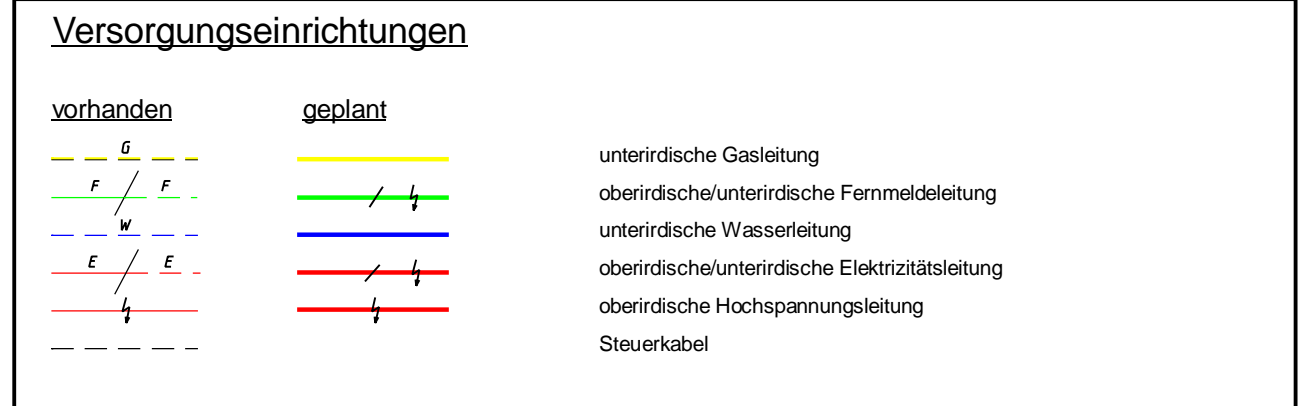 Versorgungseinrichtungen
vorhanden geplant
G unterirdische Gasleitung
F F oberirdische/unterirdische Fernmeldeleitung
W unterirdische Wasserleitung
E E oberirdische/unterirdische Elektrizitätsleitung
oberirdische Hochspannungsleitung
Steuerkabel